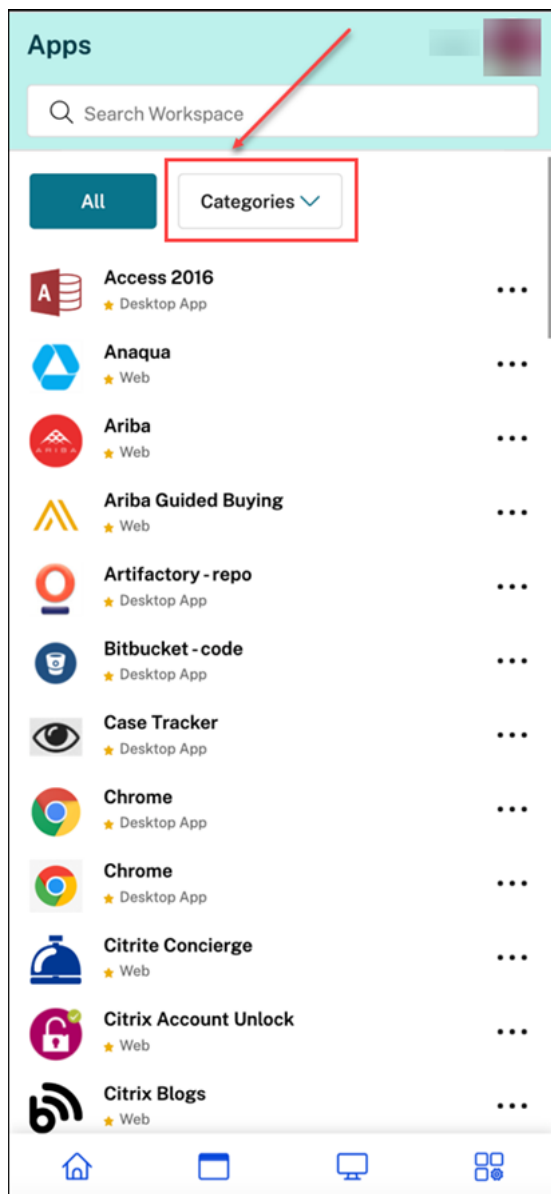 Apps
Search Workspace
All
Categories
Access 2016
Desktop App
Anaqua
Web
ARIBA
Ariba
Web
Ariba Guided Buying
Web
Artifactory - repo
Desktop App
Bitbucket - code
Desktop App
Case Tracker
Desktop App
Chrome
Desktop App
Chrome
Desktop App
Citrite Concierge
Web
Citrix Account Unlock
Web
Citrix Blogs
Web